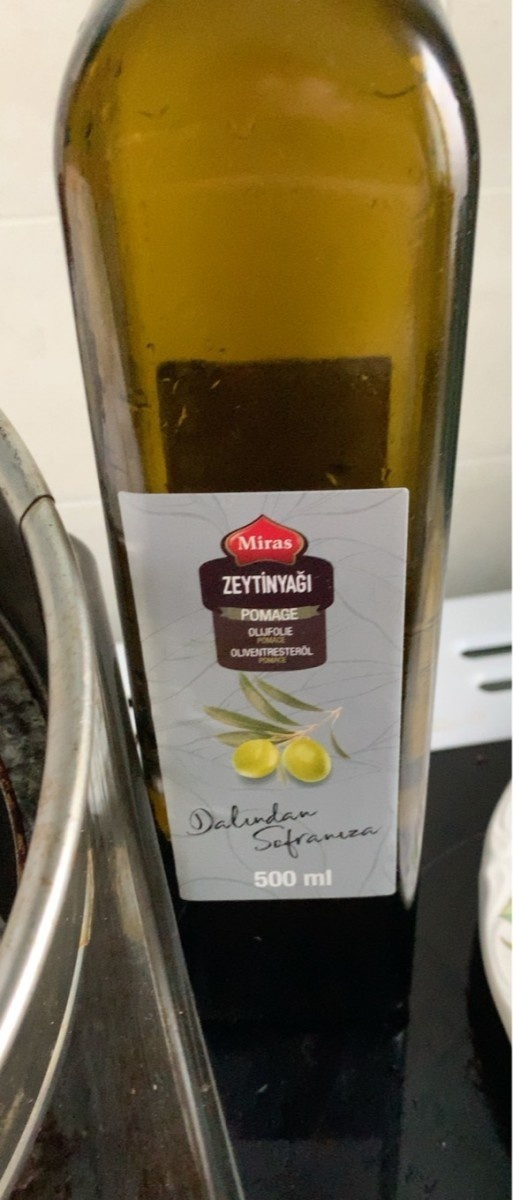 Miras
ZEYTİNYAĞI
POMAGE
OLIJFOLIE
POMACE
OLIVENTRESTERÖL
POMACE
Dalından
Sofranıza
500 ml